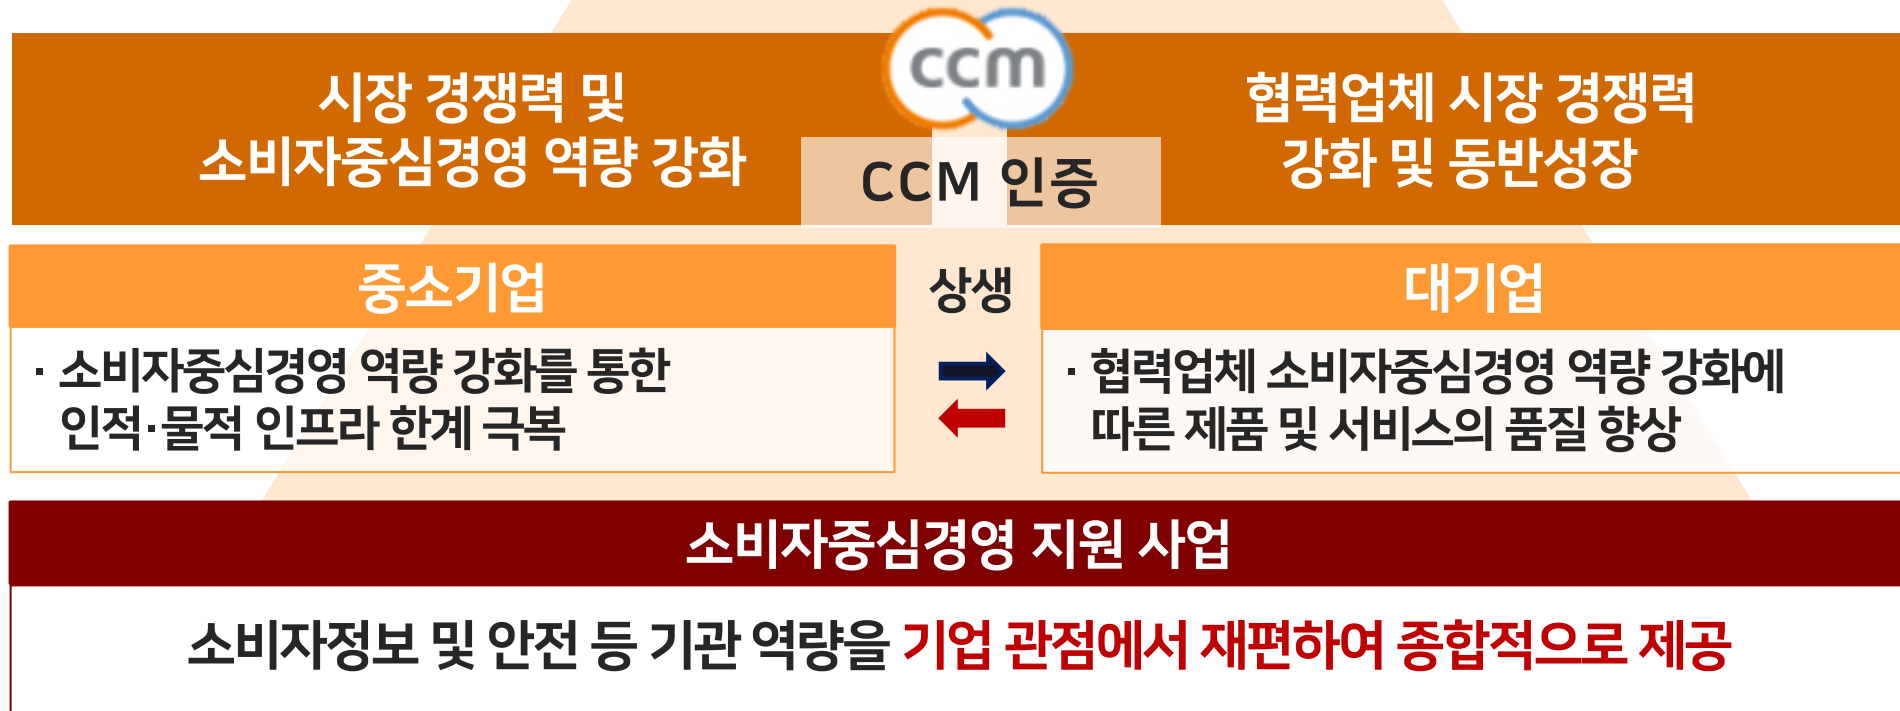 ccm
시장 경쟁력 및
소비자중심경영 역량 강화
CCM 인증
협력업체 시장 경쟁력
강화 및 동반성장
중소기업
· 소비자중심경영 역량 강화를 통한
인적·물적 인프라 한계 극복
상생
대기업
· 협력업체 소비자중심경영 역량 강화에
따른 제품 및 서비스의 품질 향상
소비자중심경영 지원 사업
소비자정보 및 안전 등 기관 역량을 기업 관점에서 재편하여 종합적으로 제공